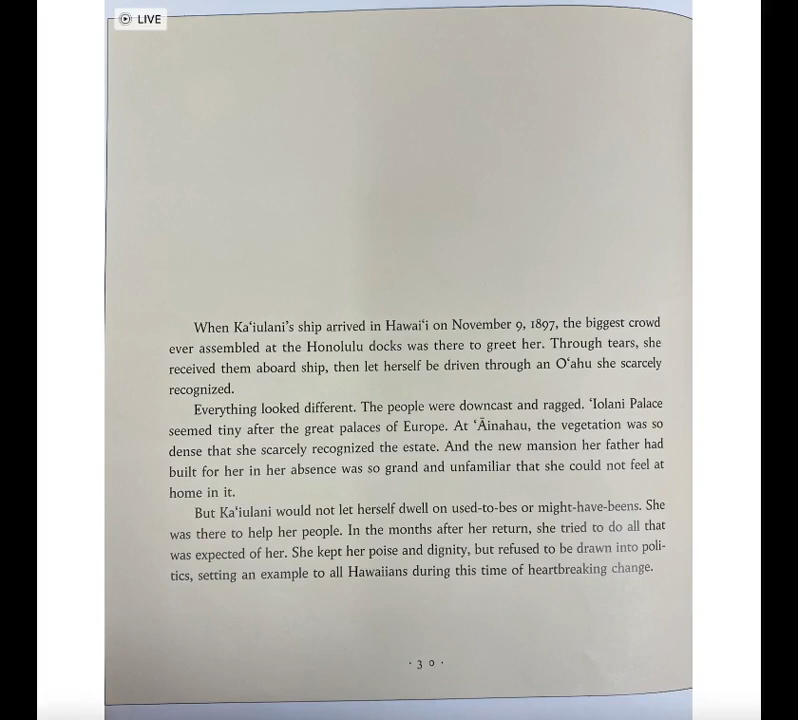 LIVE
When Kaʻiulani's ship arrived in Hawaiʻi on November 9, 1897, the biggest crowd
ever assembled at the Honolulu docks was there to greet her. Through tears, she
received them aboard ship, then let herself be driven through an Oʻahu she scarcely
recognized.
Everything looked different. The people were downcast and ragged. ʻIolani Palace
seemed tiny after the great palaces of Europe. At ʻĀinahau, the vegetation was so
dense that she scarcely recognized the estate. And the new mansion her father had
built for her in her absence was so grand and unfamiliar that she could not feel at
home in it.
But Kaʻiulani would not let herself dwell on used-to-bes or might-have-beens. She
was there to help her people. In the months after her return, she tried to do all that
was expected of her. She kept her poise and dignity, but refused to be drawn into poli-
tics, setting an example to all Hawaiians during this time of heartbreaking change.
· 3 0 ·